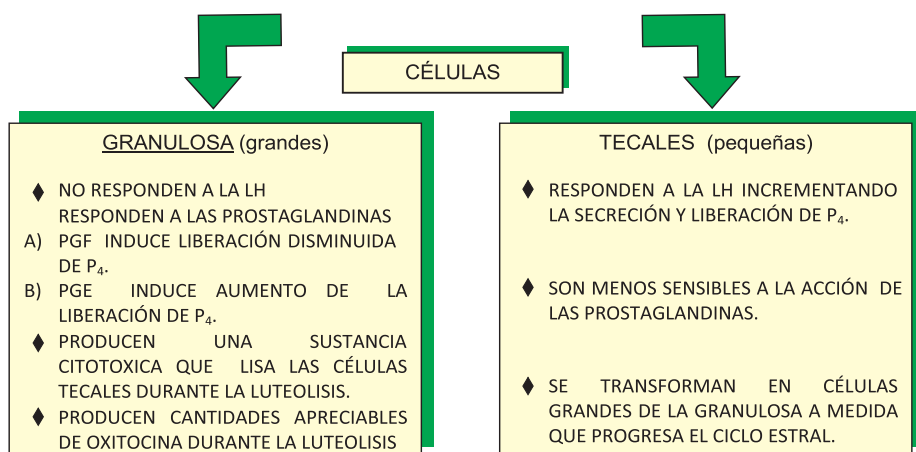 CÉLULAS
GRANULOSA (grandes)
♦ NO RESPONDEN A LA LH
RESPONDEN A LAS PROSTAGLANDINAS
A) PGF INDUCE LIBERACIÓN DISMINUIDA
DE P₄.
B) PGE INDUCE AUMENTO DE LA
LIBERACIÓN DE P₄.
♦ PRODUCEN UNA SUSTANCIA
CITOTOXICA QUE LISA LAS CÉLULAS
TECALES DURANTE LA LUTEOLISIS.
♦ PRODUCEN CANTIDADES APRECIABLES
DE OXITOCINA DURANTE LA LUTEOLISIS
TECALES (pequeñas)
♦ RESPONDEN A LA LH INCREMENTANDO
LA SECRECIÓN Y LIBERACIÓN DE P₄.
♦ SON MENOS SENSIBLES A LA ACCIÓN DE
LAS PROSTAGLANDINAS.
♦ SE TRANSFORMAN EN CÉLULAS
GRANDES DE LA GRANULOSA A MEDIDA
QUE PROGRESA EL CICLO ESTRAL.